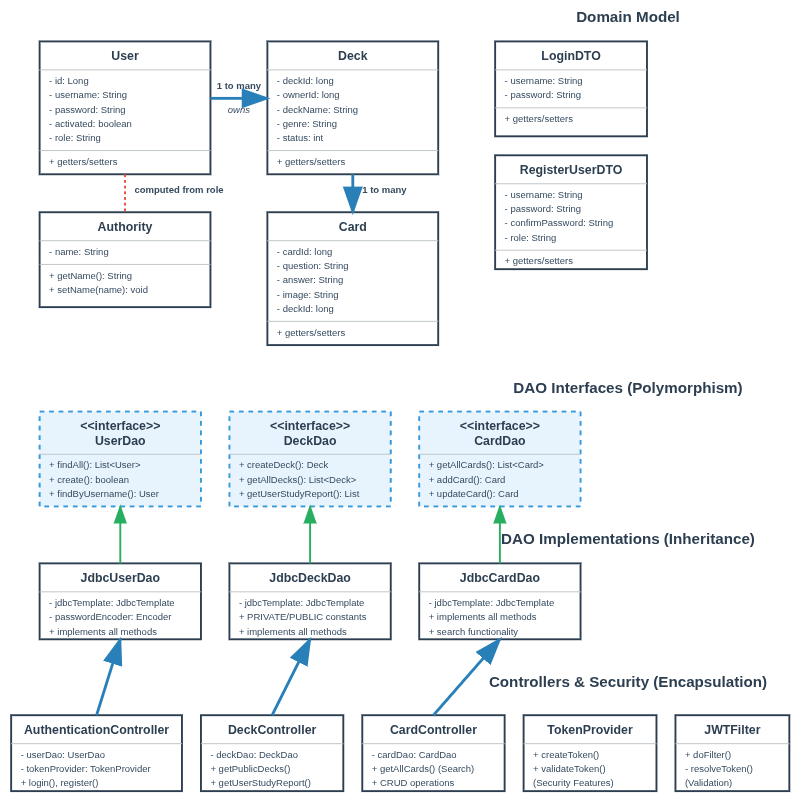 Domain Model
User
- id: Long
- username: String
- password: String
- activated: boolean
- role: String
+ getters/setters
1 to many
owns
Deck
- deckId: long
- ownerId: long
- deckName: String
- genre: String
- status: int
+ getters/setters
LoginDTO
- username: String
- password: String
+ getters/setters
RegisterUserDTO
- username: String
- password: String
- confirmPassword: String
- role: String
+ getters/setters
computed from role
1 to many
Authority
- name: String
+ getName(): String
+ setName(name): void
Card
- cardId: long
- question: String
- answer: String
- image: String
- deckId: long
+ getters/setters
DAO Interfaces (Polymorphism)
<<interface>>
UserDao
+ findAll(): List<User>
+ create(): boolean
+ findByUsername(): User
<<interface>>
DeckDao
+ createDeck(): Deck
+ getAllDecks(): List<Deck>
+ getUserStudyReport(): List
<<interface>>
CardDao
+ getAllCards(): List<Card>
+ addCard(): Card
+ updateCard(): Card
DAO Implementations (Inheritance)
JdbcUserDao
- jdbcTemplate: JdbcTemplate
- passwordEncoder: Encoder
+ implements all methods
JdbcDeckDao
- jdbcTemplate: JdbcTemplate
+ PRIVATE/PUBLIC constants
+ implements all methods
JdbcCardDao
- jdbcTemplate: JdbcTemplate
+ implements all methods
+ search functionality
Controllers & Security (Encapsulation)
AuthenticationController
- userDao: UserDao
- tokenProvider: TokenProvider
+ login(), register()
DeckController
- deckDao: DeckDao
+ getPublicDecks()
+ getUserStudyReport()
CardController
- cardDao: CardDao
+ getAllCards() (Search)
+ CRUD operations
TokenProvider
+ createToken()
+ validateToken()
(Security Features)
JWTFilter
+ doFilter()
- resolveToken()
(Validation)